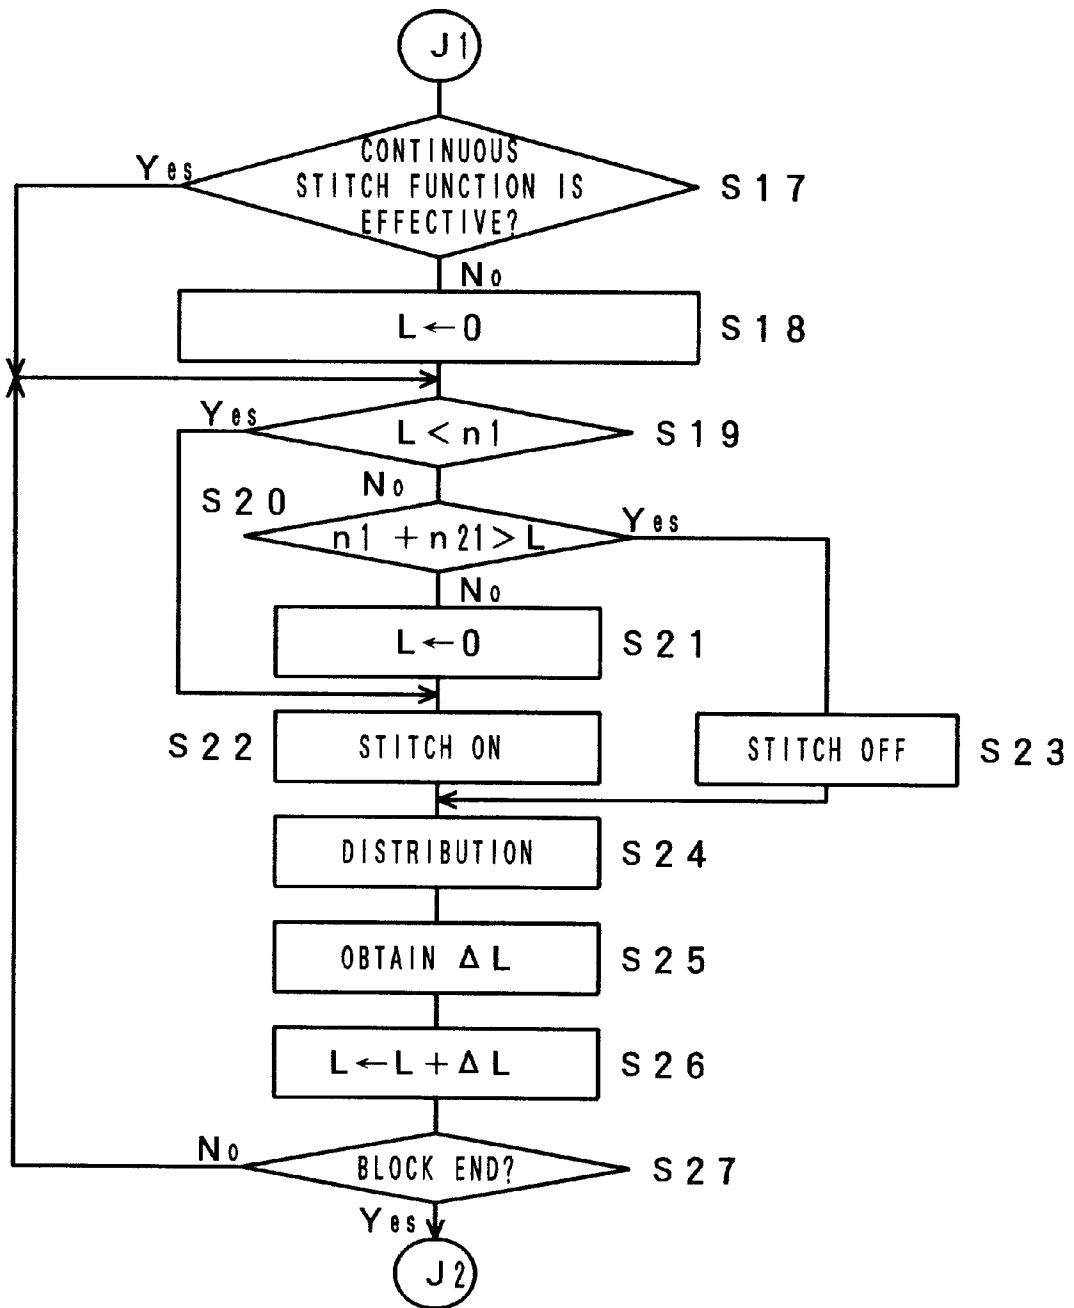 J1
CONTINUOUS
STITCH FUNCTION IS
EFFECTIVE?
Yes
S17
No
L←0
S18
Yes
L<n1
S19
No
S20
n1+n21>L
Yes
No
L←0
S21
S22
STITCH ON
STITCH OFF
S23
DISTRIBUTION
S24
OBTAIN ΔL
S25
L←L+ΔL
S26
No
BLOCK END?
S27
Yes
J2